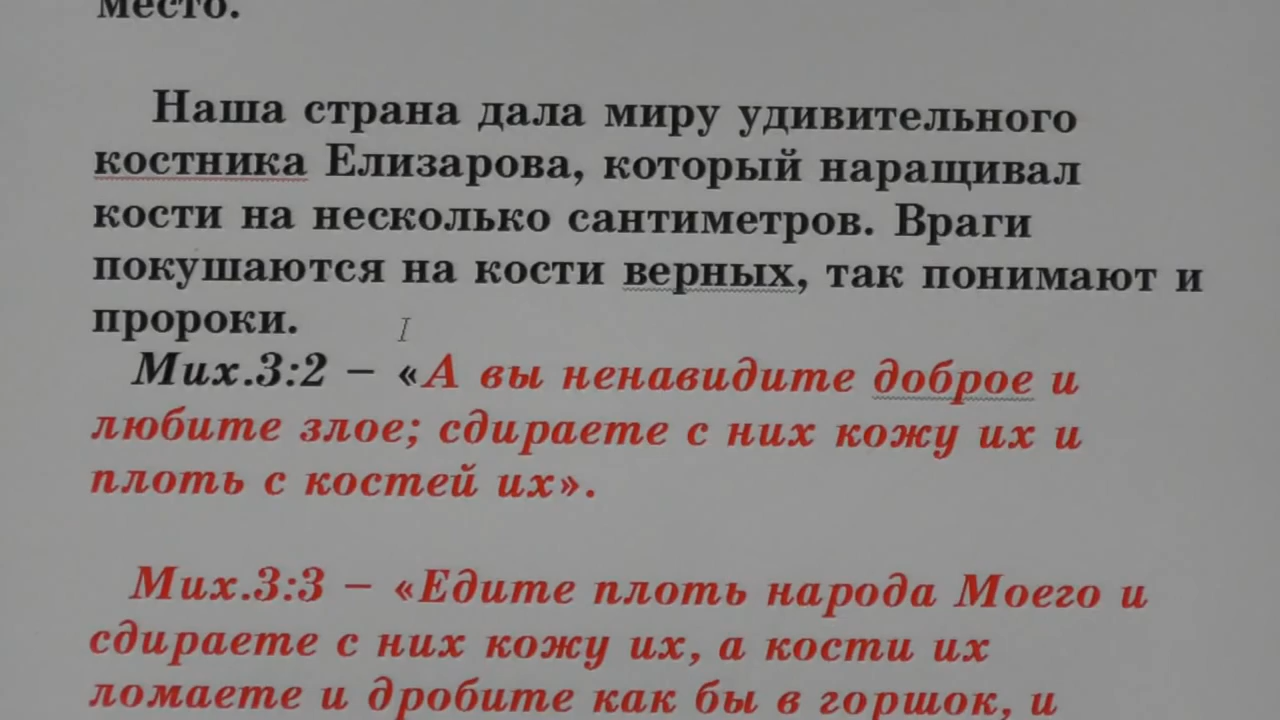 место.
Наша страна дала миру удивительного
костника Елизарова, который наращивал
кости на несколько сантиметров. Враги
покушаются на кости верных, так понимают и
пророки.
Мих.3:2 – «А вы ненавидите доброе и
любите злое; сдираете с них кожу их и
плоть с костей их».
Мих.3:3 – «Едите плоть народа Моего и
сдираете с них кожу их, а кости их
ломаете и дробите как бы в горшок, и